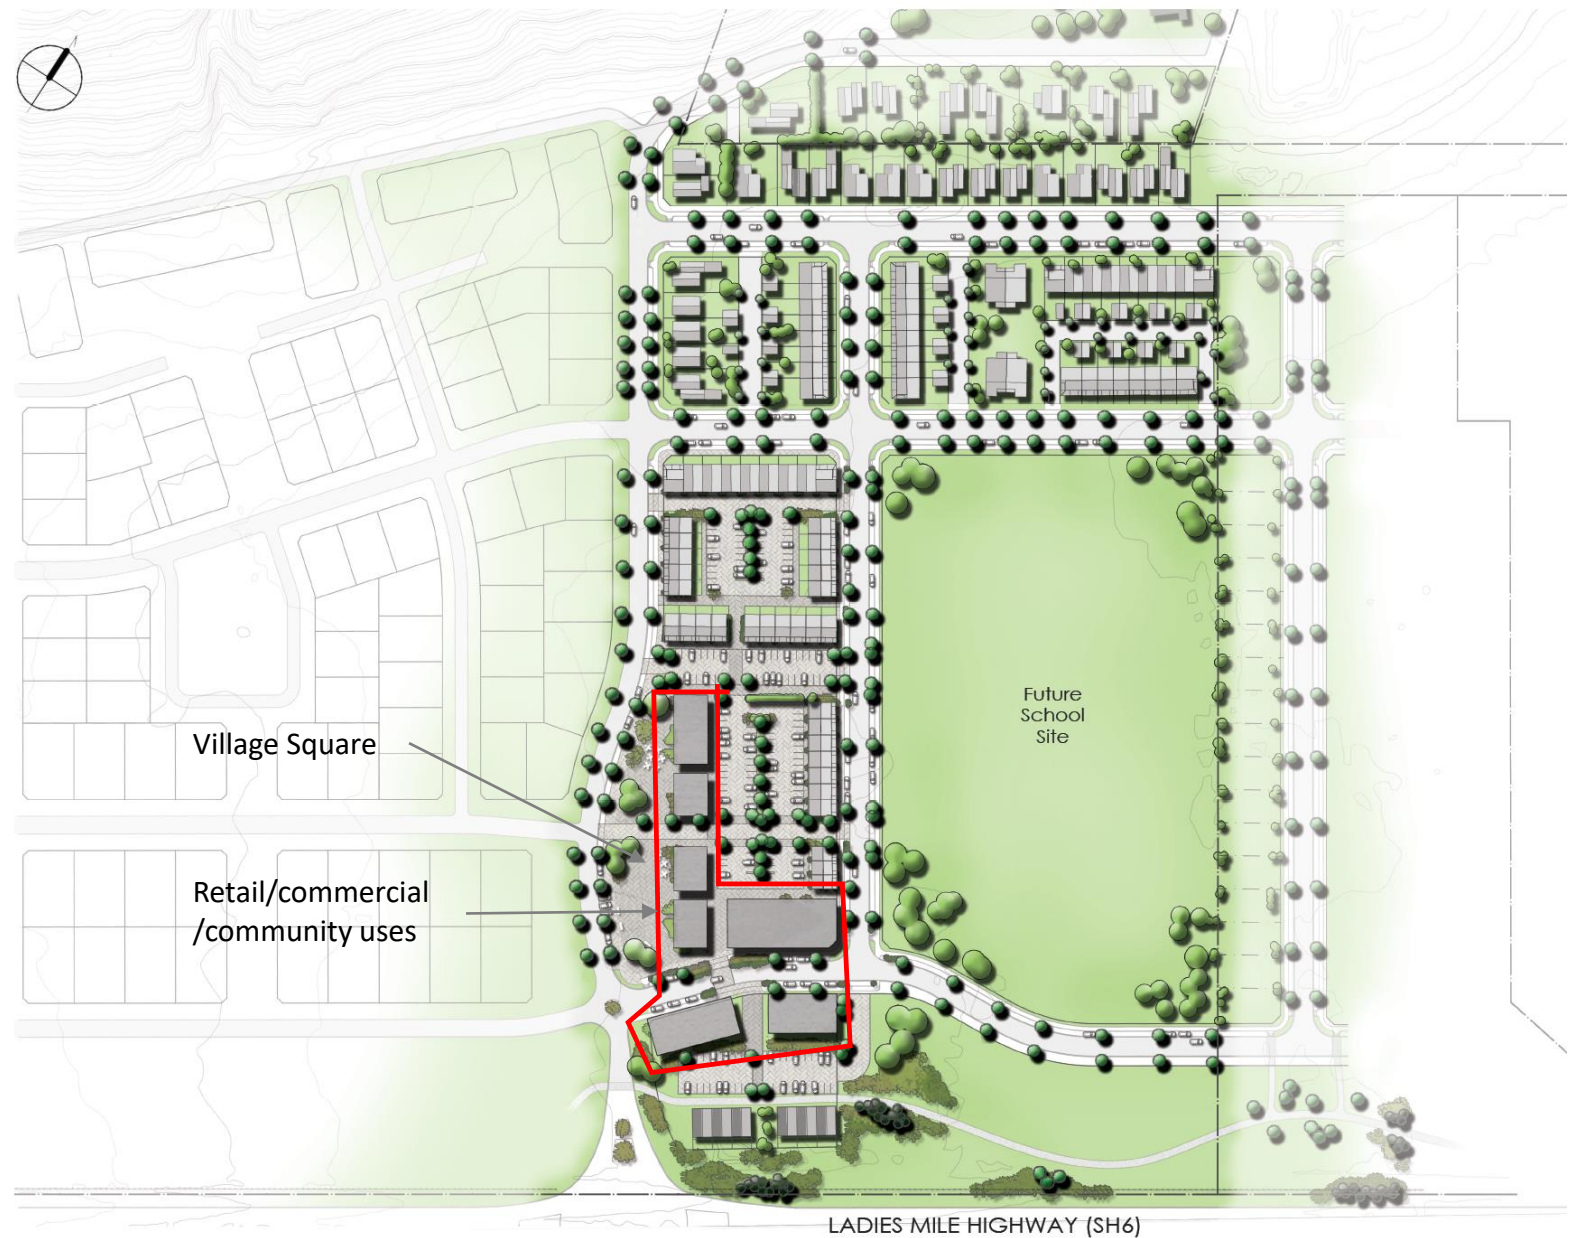 Future
School
Site
Village Square
Retail/commercial
/community uses
LADIES MILE HIGHWAY (SH6)